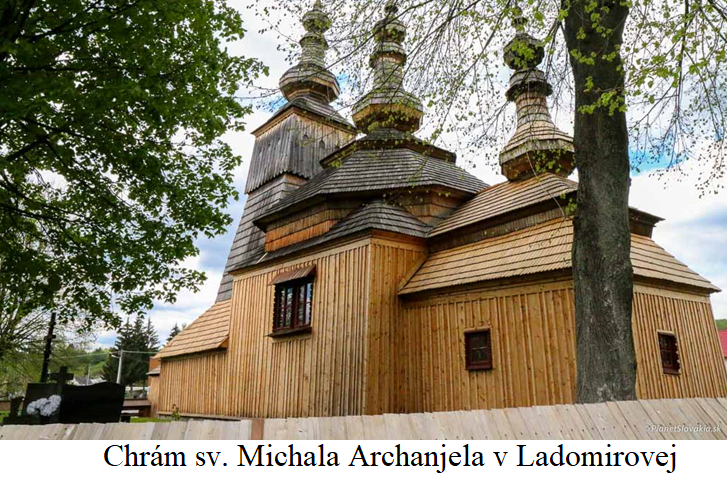 ©PlanetSlovakia.sk
Chrám sv. Michala Archanjela v Ladomirovej